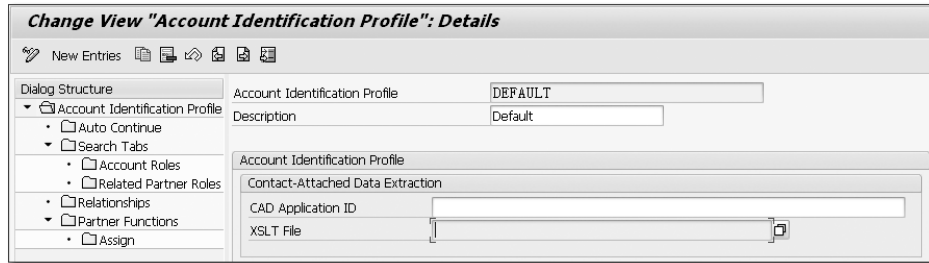 Change View "Account Identification Profile": Details
New Entries
Dialog Structure
Account Identification Profile
Auto Continue
Search Tabs
Account Roles
Related Partner Roles
Relationships
Partner Functions
Assign
Account Identification Profile DEFAULT
Description Default
Account Identification Profile
Contact-Attached Data Extraction
CAD Application ID
XSLT File